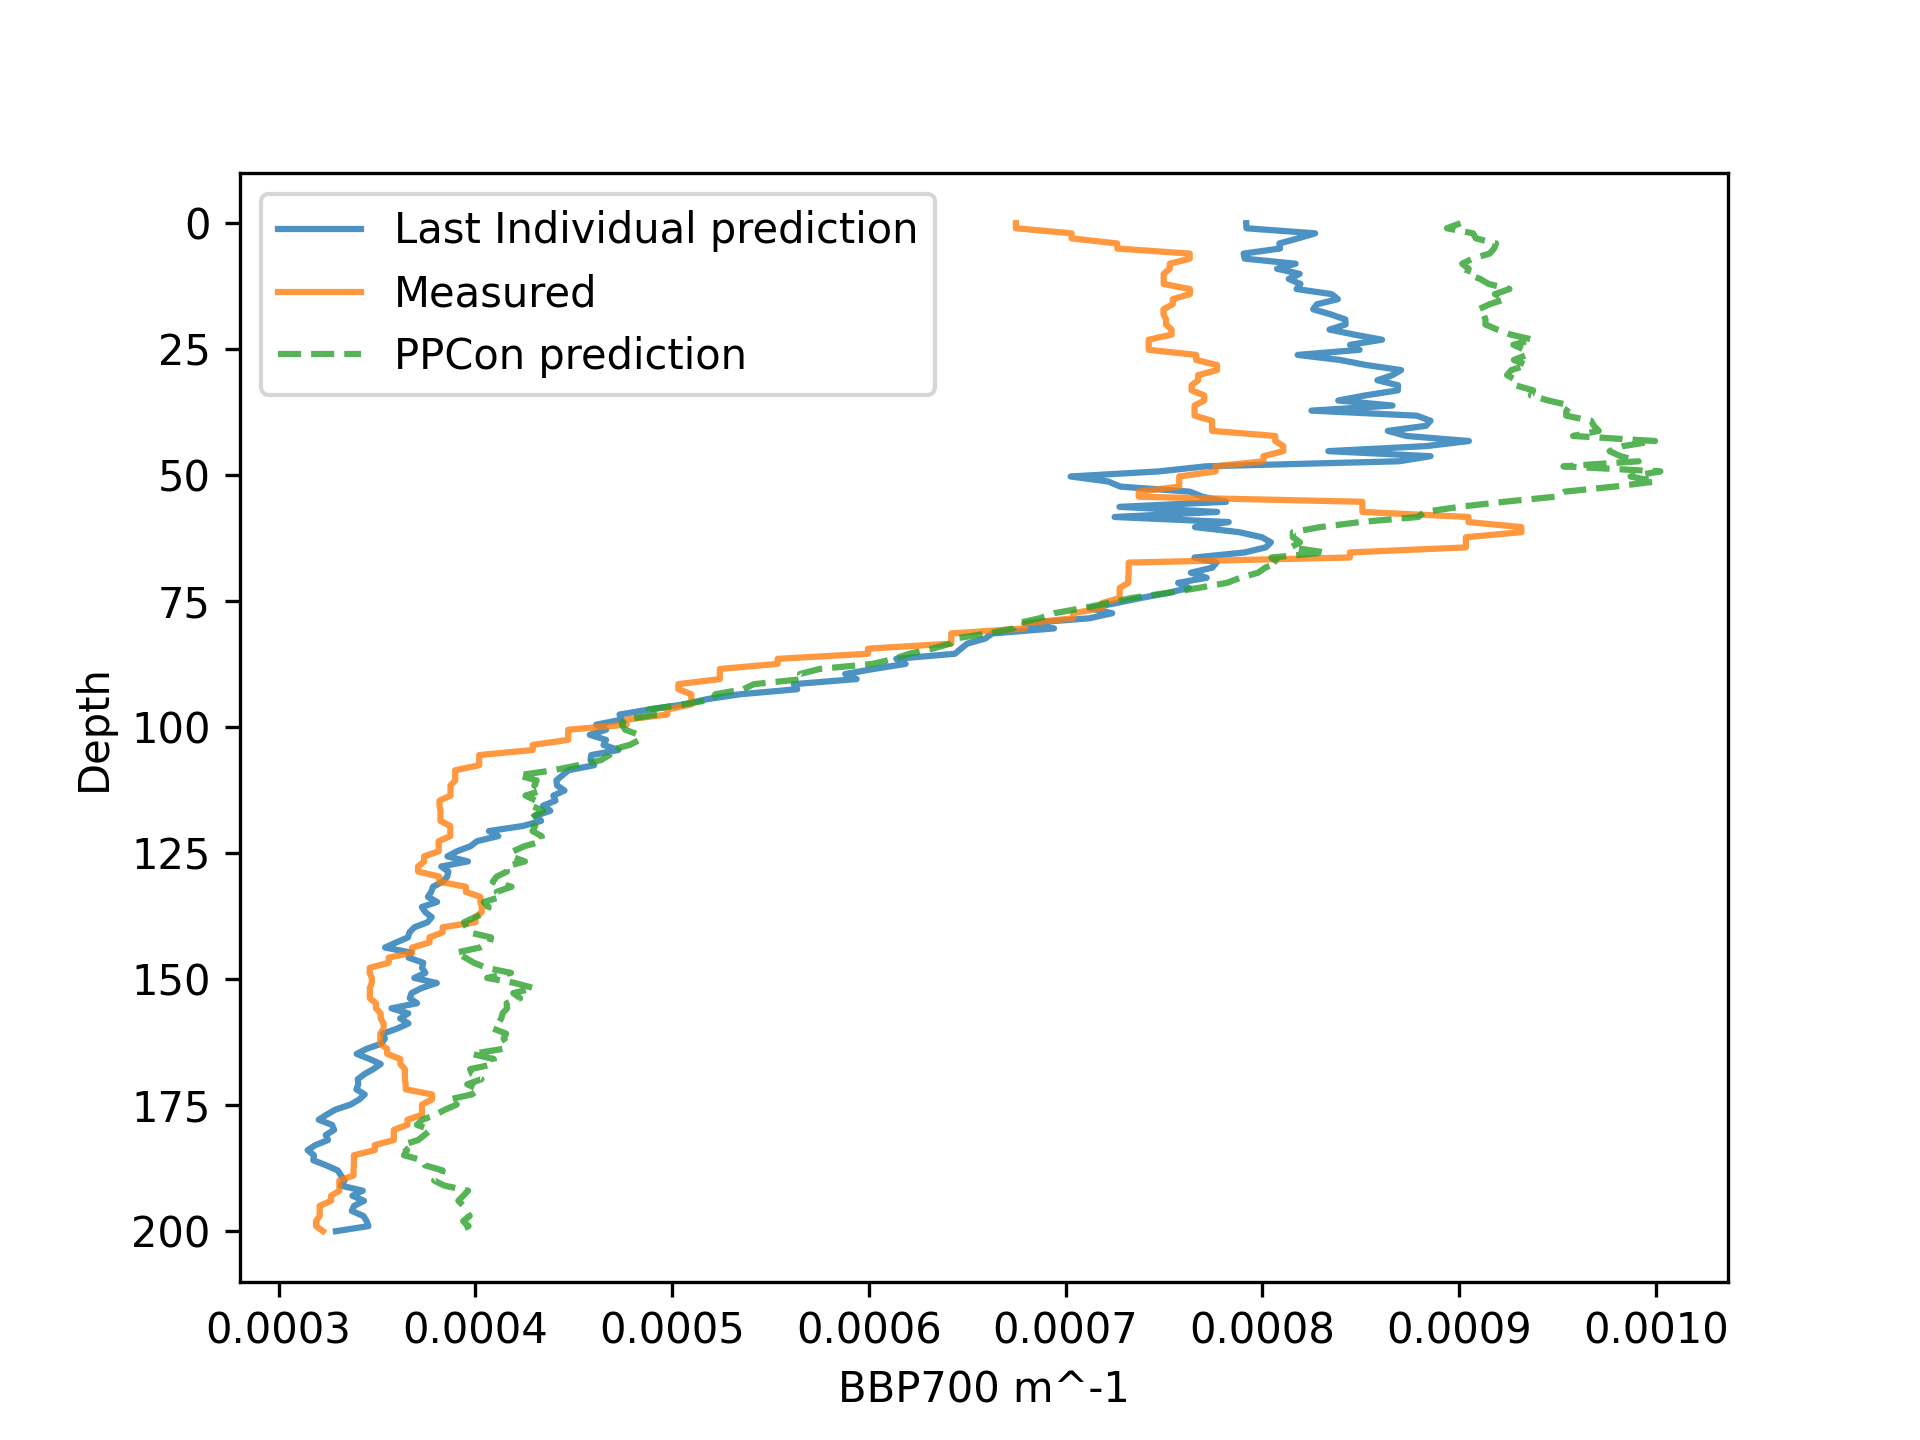 Last Individual prediction
Measured
PPCon prediction
0
25
50
75
100
125
150
175
200
Depth
0.0003 0.0004 0.0005 0.0006 0.0007 0.0008 0.0009 0.0010
BBP700 m^-1